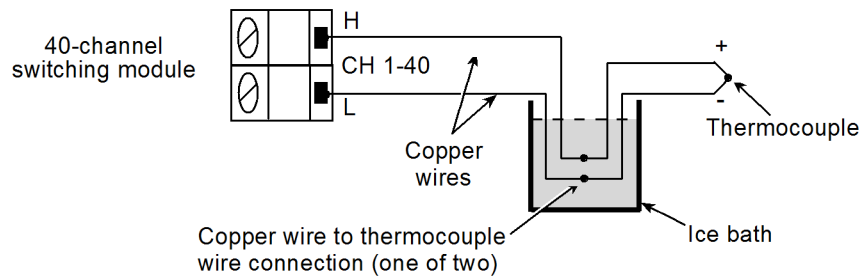 40-channel
switching module
H
CH 1-40
L
Copper
wires
+
-
Thermocouple
Copper wire to thermocouple
wire connection (one of two)
Ice bath